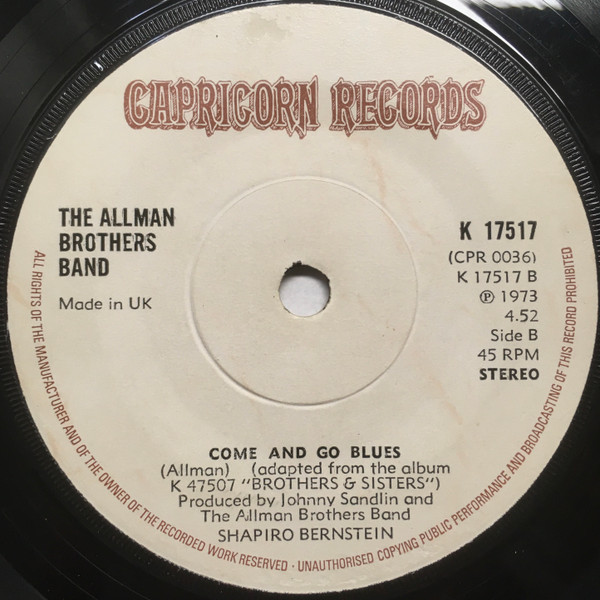 CAPRICORN RECORDS
THE ALLMAN
BROTHERS
BAND
Made in UK
K 17517
(CPR 0036)
K 17517 B
℗ 1973
4.52
Side B
45 RPM
STEREO
COME AND GO BLUES
(Allman) (adapted from the album
K 47507 "BROTHERS & SISTERS")
Produced by Johnny Sandlin and
The Allman Brothers Band
SHAPIRO BERNSTEIN
ALL RIGHTS OF THE MANUFACTURER AND OF THE OWNER OF THE RECORDED WORK RESERVED · UNAUTHORISED COPYING PUBLIC PERFORMANCE AND BROADCASTING OF THIS RECORD PROHIBITED